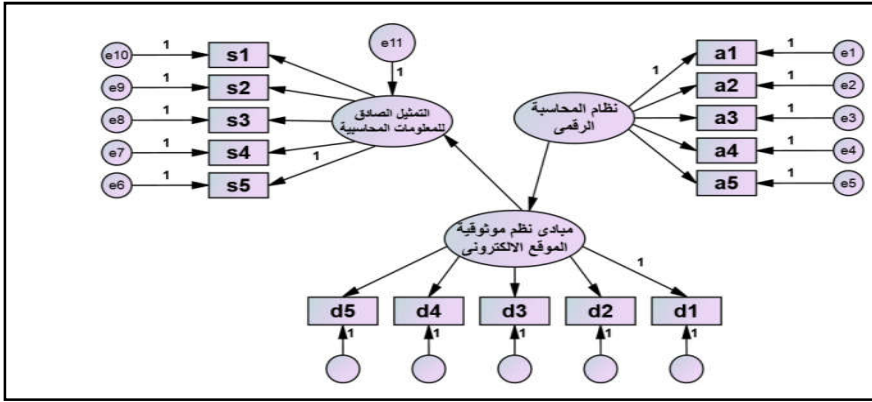 e11
e10 1 s1
1
a1 1 e1
1
e9 1 s2
a2 1 e2
e8 1 s3
التمثيل الصادق
للمعلومات المحاسبية
نظام المحاسبة
الرقمى
a3 1 e3
e7 1 s4
1
a4 1 e4
e6 1 s5
a5 1 e5
مبادى نظم موثوقية
الموقع الالكترونى
1
d5 d4 d3 d2 d1
1 1 1 1 1